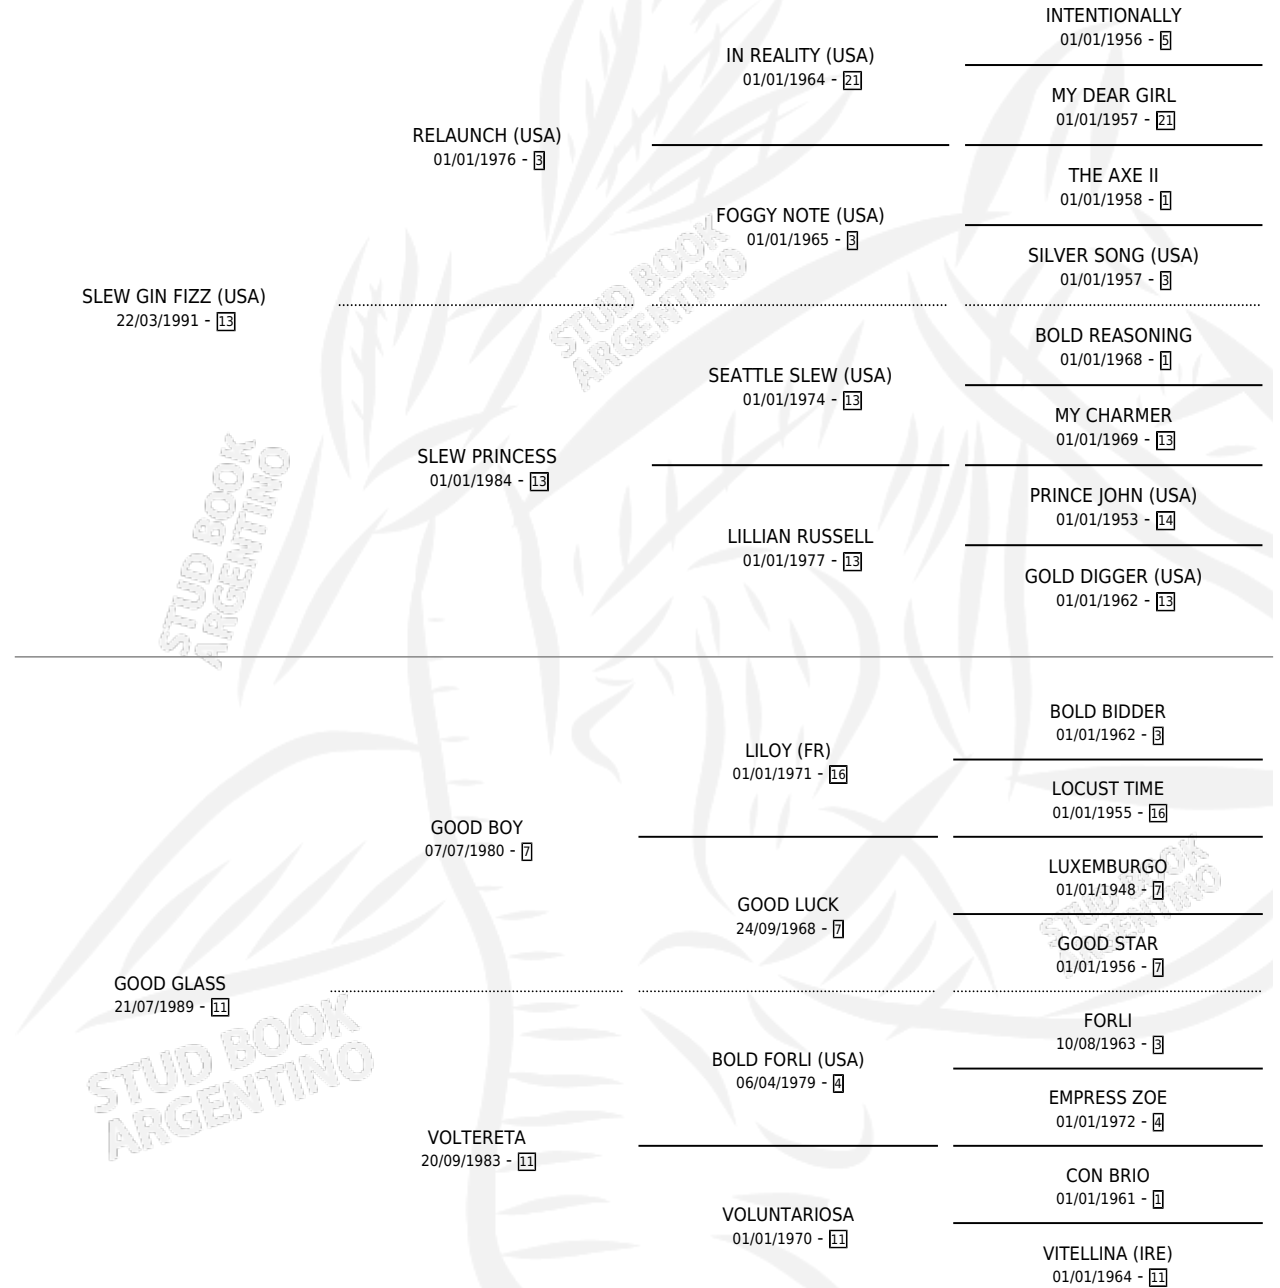 INTENTIONALLY
01/01/1956 - 5
IN REALITY (USA)
01/01/1964 - 21
MY DEAR GIRL
01/01/1957 - 21
RELAUNCH (USA)
01/01/1976 - 3
THE AXE II
01/01/1958 - 1
FOGGY NOTE (USA)
01/01/1965 - 3
SILVER SONG (USA)
01/01/1957 - 3
SLEW GIN FIZZ (USA)
22/03/1991 - 13
BOLD REASONING
01/01/1968 - 1
SEATTLE SLEW (USA)
01/01/1974 - 13
MY CHARMER
01/01/1969 - 13
SLEW PRINCESS
01/01/1984 - 13
PRINCE JOHN (USA)
01/01/1953 - 14
LILLIAN RUSSELL
01/01/1977 - 13
GOLD DIGGER (USA)
01/01/1962 - 13
BOLD BIDDER
01/01/1962 - 3
LILOY (FR)
01/01/1971 - 16
LOCUST TIME
01/01/1955 - 16
GOOD BOY
07/07/1980 - 7
LUXEMBURGO
01/01/1948 - 7
GOOD LUCK
24/09/1968 - 7
GOOD STAR
01/01/1956 - 7
GOOD GLASS
21/07/1989 - 11
FORLI
10/08/1963 - 3
BOLD FORLI (USA)
06/04/1979 - 4
EMPRESS ZOE
01/01/1972 - 4
VOLTERETA
20/09/1983 - 11
CON BRIO
01/01/1961 - 1
VOLUNTARIOSA
01/01/1970 - 11
VITELLINA (IRE)
01/01/1964 - 11
STUD BOOK
ARGENTINO
STUD BOOK
ARGENTINO
STUD BOOK
ARGENTINO
STUD BOOK
ARGENTINO